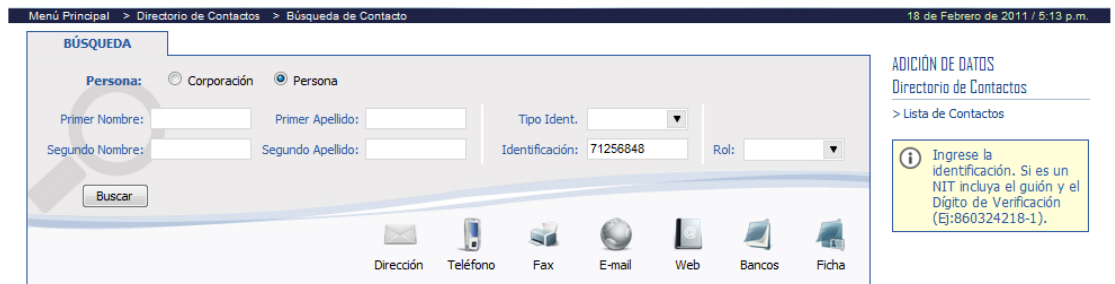 Menú Principal > Directorio de Contactos > Búsqueda de Contacto 18 de Febrero de 2011 / 5:13 p.m.
BÚSQUEDA
Persona: Corporación Persona
Primer Nombre: Primer Apellido: Tipo Ident.
Segundo Nombre: Segundo Apellido: Identificación: 71256848 Rol:
Buscar
Dirección Teléfono Fax E-mail Web Bancos Ficha
ADICIÓN DE DATOS
Directorio de Contactos
> Lista de Contactos
Ingrese la
identificación. Si es un
NIT incluya el guión y el
Dígito de Verificación
(Ej:860324218-1).